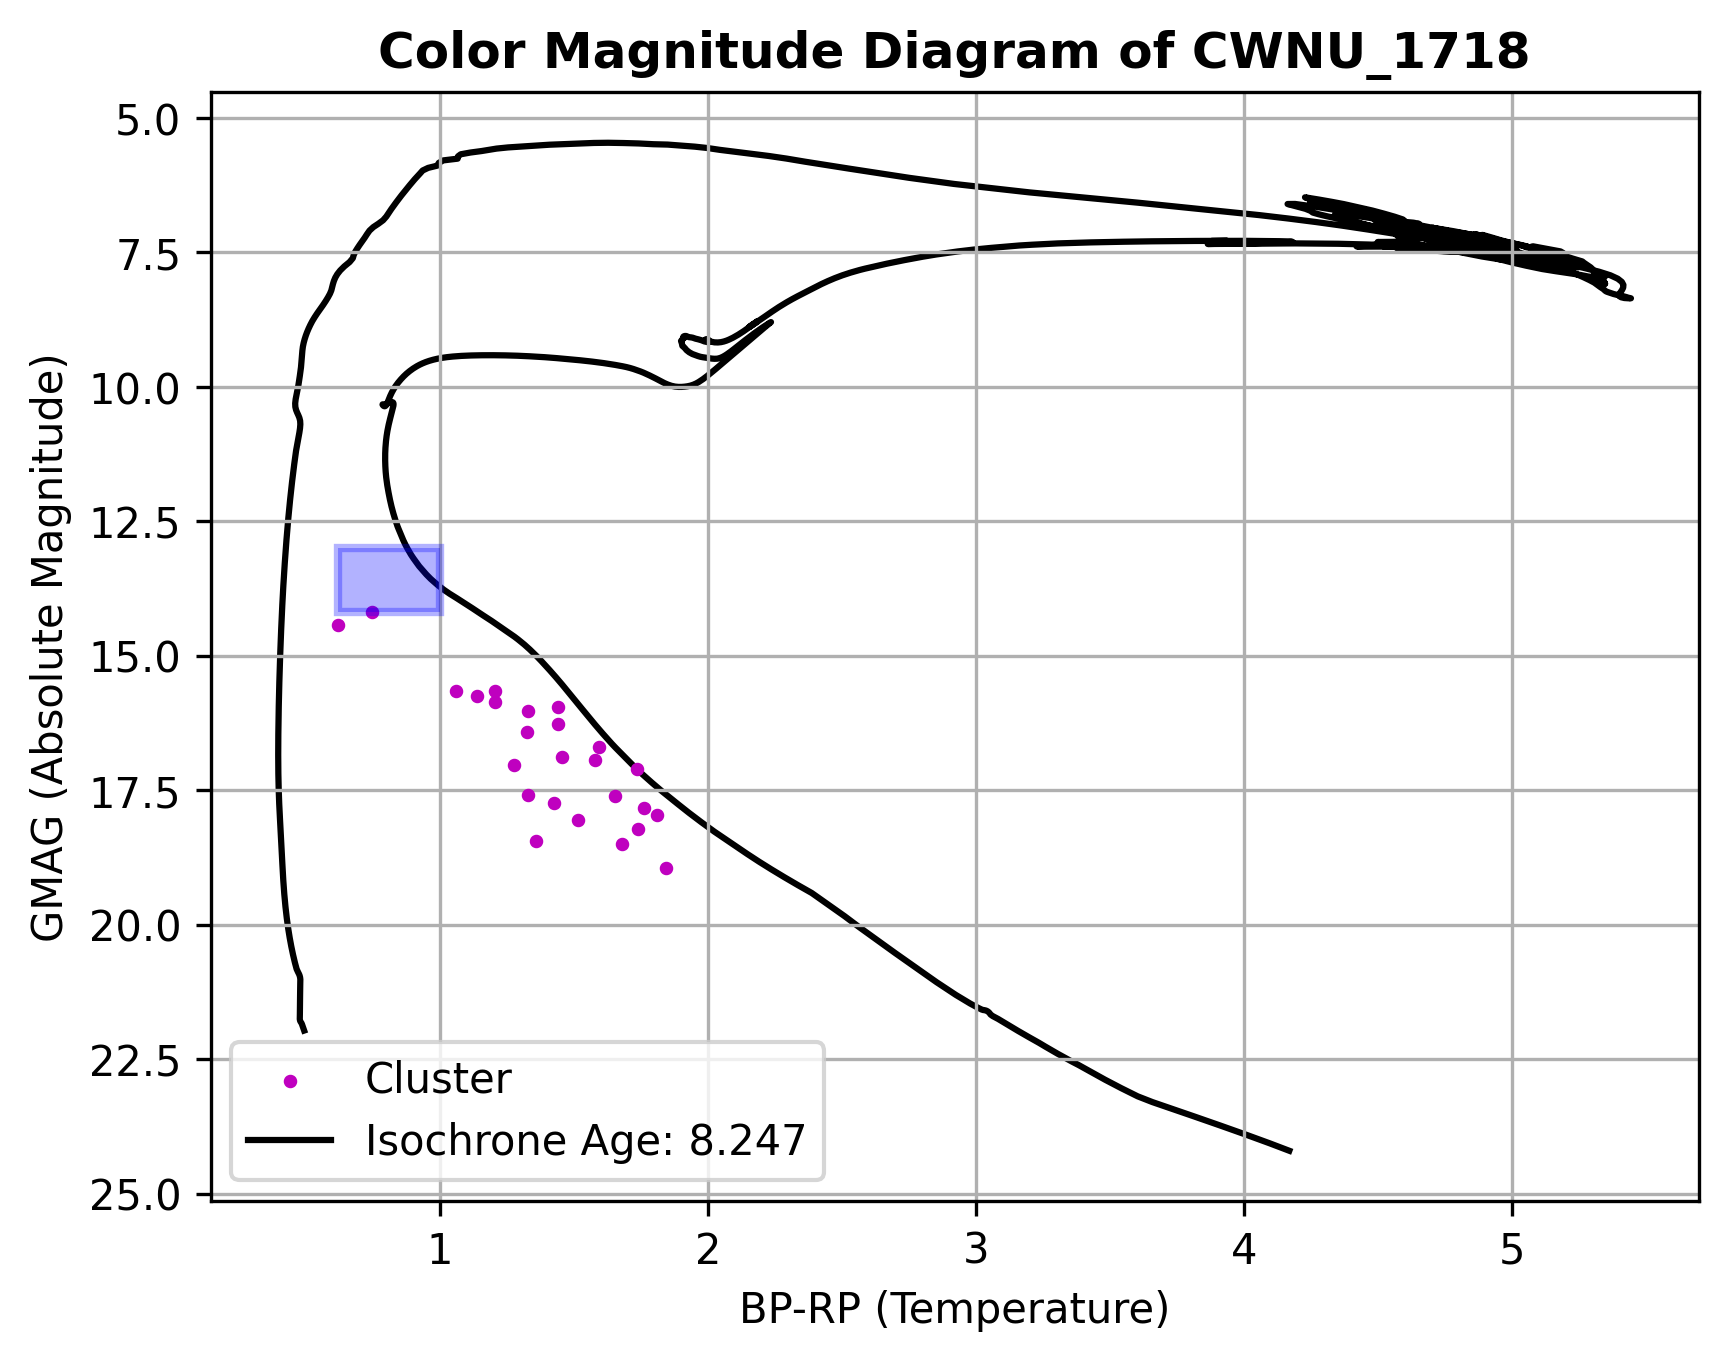 Color Magnitude Diagram of CWNU_1718
GMAG (Absolute Magnitude)
5.0
7.5
10.0
12.5
15.0
17.5
20.0
22.5
25.0
Cluster
Isochrone Age: 8.247
1 2 3 4 5
BP-RP (Temperature)